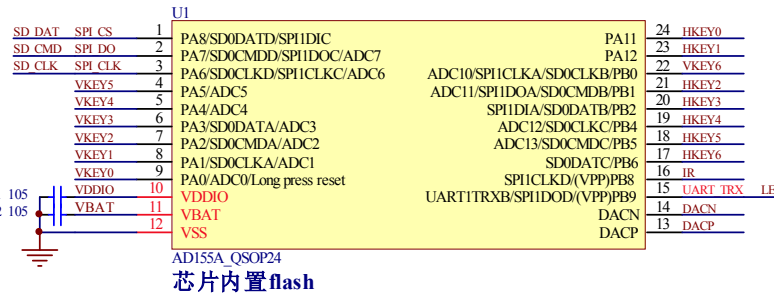 U1
SD_DAT SPI_CS 1 PA8/SD0DATD/SPI1DIC PA11 24 HKEY0
SD_CMD SPI_DO 2 PA7/SD0CMDD/SPI1DOC/ADC7 PA12 23 HKEY1
SD_CLK SPI_CLK 3 PA6/SD0CLKD/SPI1CLKC/ADC6 ADC10/SPI1CLKA/SD0CLKB/PB0 22 VKEY6
VKEY5 4 PA5/ADC5 ADC11/SPI1DOA/SD0CMDB/PB1 21 HKEY2
VKEY4 5 PA4/ADC4 SPI1DIA/SD0DATB/PB2 20 HKEY3
VKEY3 6 PA3/SD0DATA/ADC3 ADC12/SD0CLKC/PB4 19 HKEY4
VKEY2 7 PA2/SD0CMDA/ADC2 ADC13/SD0CMDC/PB5 18 HKEY5
VKEY1 8 PA1/SD0CLKA/ADC1 SD0DATC/PB6 17 HKEY6
VKEY0 9 PA0/ADC0/Long press reset SPI1CLKD/(VPP)PB8 16 IR
105 VDDIO 10 VDDIO UART1TRXB/SPI1DOD/(VPP)PB9 15 UART TRX LE
2 105 VBAT 11 VBAT DACN 14 DACN
12 VSS DACP 13 DACP
AD155A_QSOP24
芯片内置flash